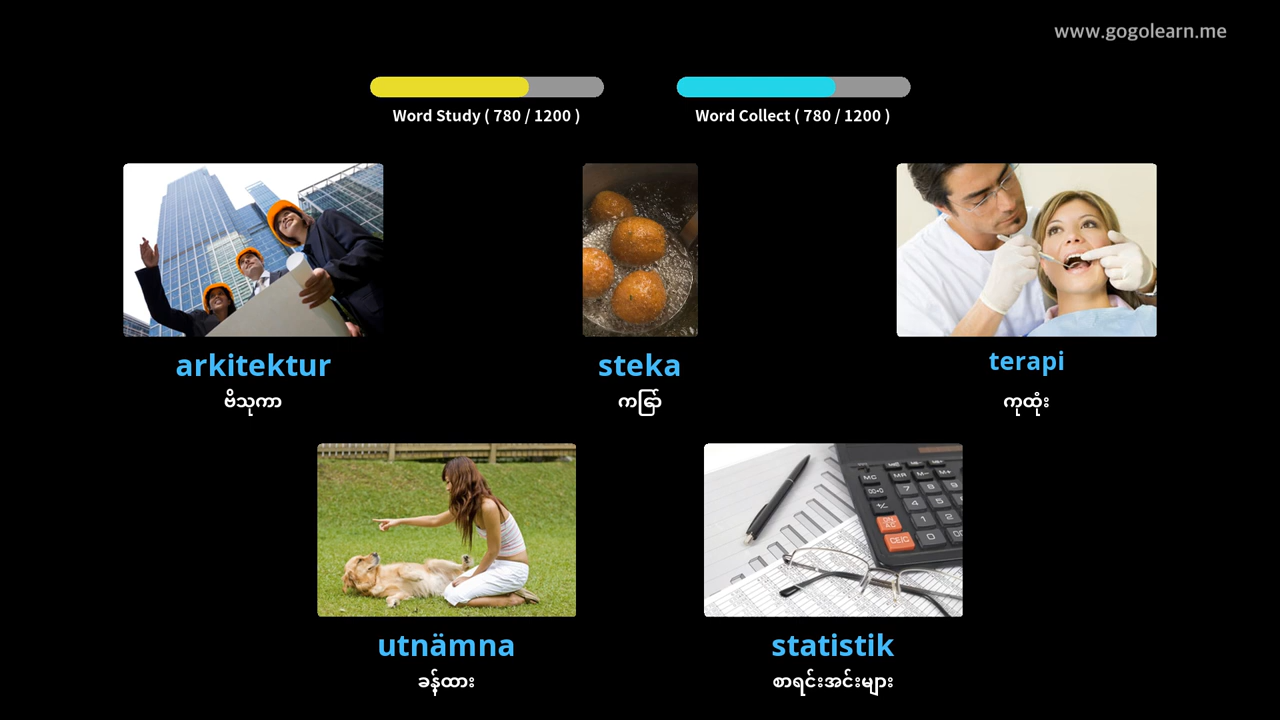 www.gogolearn.me
Word Study ( 780 / 1200 )
Word Collect ( 780 / 1200 )
arkitektur
ဗိသုကာ
steka
ကင်္ြော်
terapi
ကုထုံး
utnämna
ခန့်ထား
statistik
စာရင်းအင်းများ